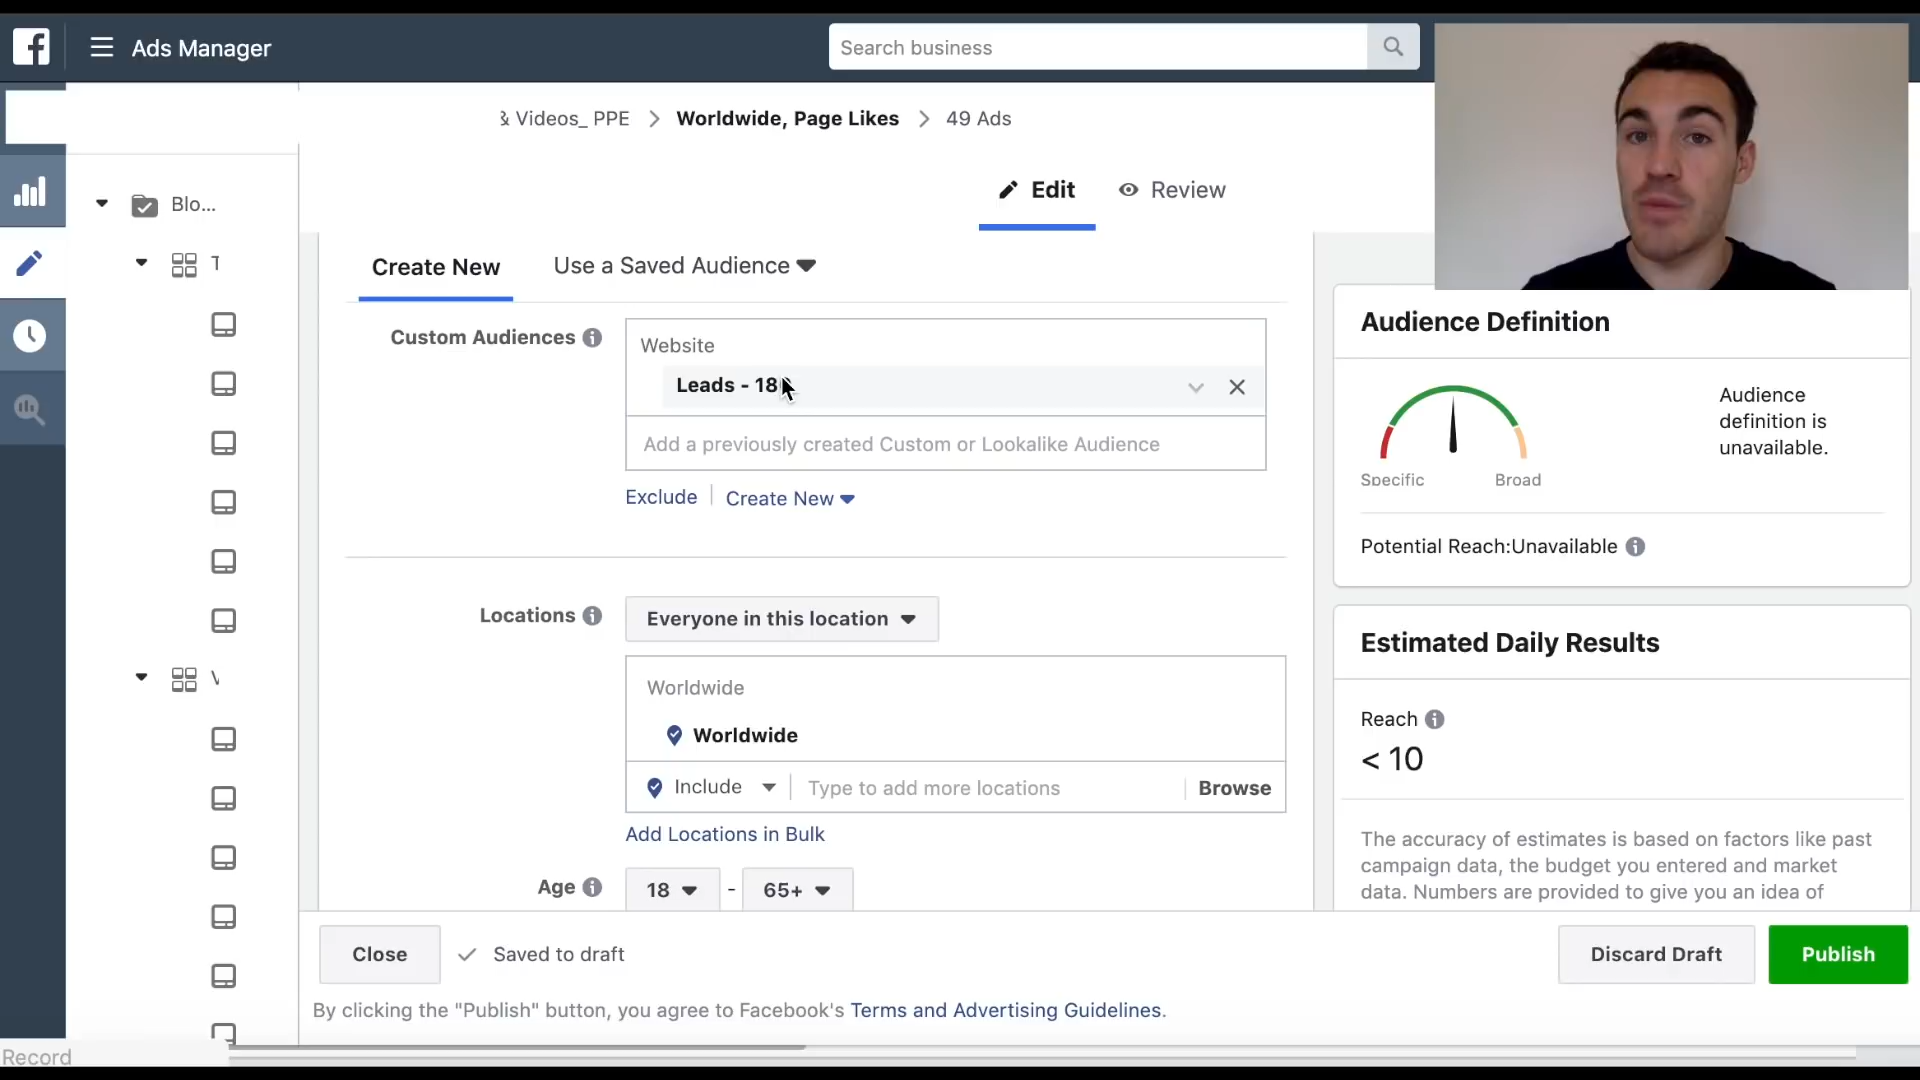 Ads Manager
Search business
& Videos_ PPE > Worldwide, Page Likes > 49 Ads
Edit
Review
Blo...
T
Create New
Use a Saved Audience
Custom Audiences
Website
Leads - 18
Add a previously created Custom or Lookalike Audience
Exclude
Create New
Locations
Everyone in this location
Worldwide
Worldwide
Include
Type to add more locations
Browse
Add Locations in Bulk
Age
18 - 65+
Audience Definition
Audience
definition is
unavailable.
Specific
Broad
Potential Reach:Unavailable
Estimated Daily Results
Reach
< 10
The accuracy of estimates is based on factors like past
campaign data, the budget you entered and market
data. Numbers are provided to give you an idea of
Close
Saved to draft
Discard Draft
Publish
By clicking the "Publish" button, you agree to Facebook's Terms and Advertising Guidelines.
Record